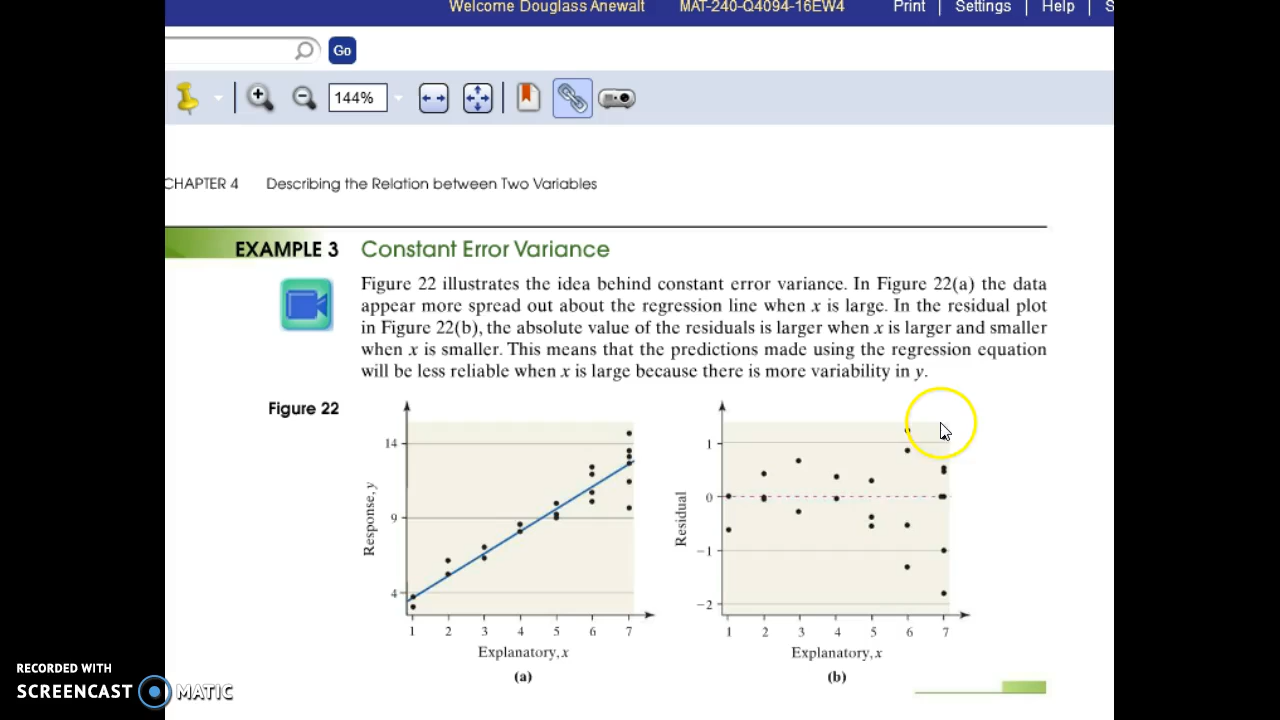 Welcome Douglass Anewalt MAT-240-Q4094-16EW4 Print | Settings | Help | S
Go
144%
CHAPTER 4 Describing the Relation between Two Variables
EXAMPLE 3 Constant Error Variance
Figure 22 illustrates the idea behind constant error variance. In Figure 22(a) the data
appear more spread out about the regression line when x is large. In the residual plot
in Figure 22(b), the absolute value of the residuals is larger when x is larger and smaller
when x is smaller. This means that the predictions made using the regression equation
will be less reliable when x is large because there is more variability in y.
Figure 22
14
9
4
Response, y
1 2 3 4 5 6 7
Explanatory, x
(a)
1
0
−1
−2
Residual
1 2 3 4 5 6 7
Explanatory, x
(b)
RECORDED WITH
SCREENCAST MATIC